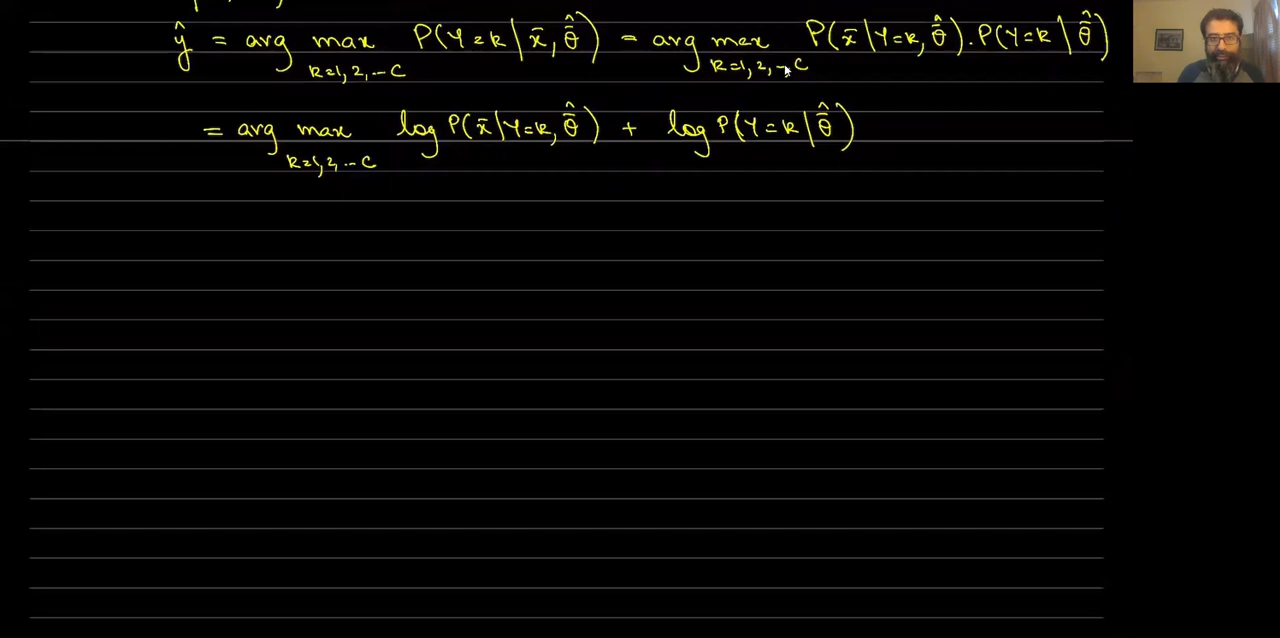 ŷ = arg max P(Y=k | x̄, θ̄̂) = arg max P(x̄ | Y=k, θ̄̂) . P(Y=k | θ̄̂)
k=1, 2, -- C k=1, 2, -- C
= arg max log P(x̄ | Y=k, θ̄̂) + log P(Y=k | θ̄̂)
k=1, 2, -- C